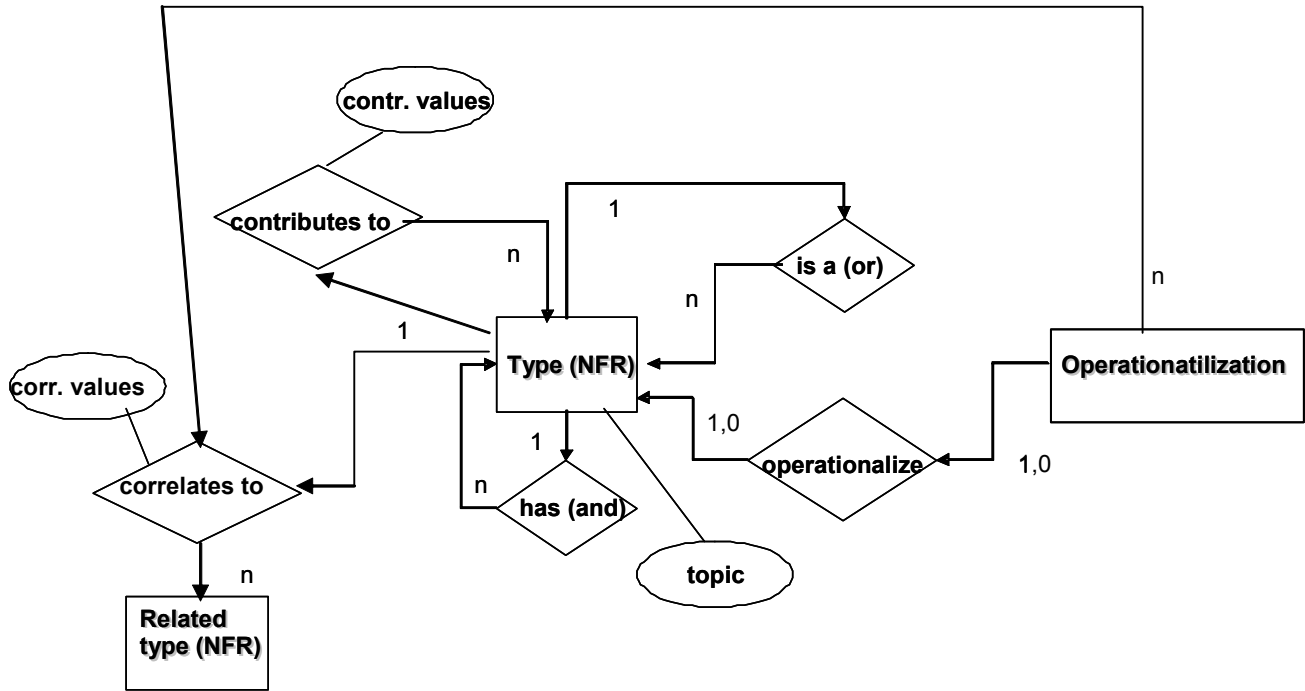 contr. values
contributes to
1
n
is a (or)
n
n
1
Type (NFR)
Operationatilization
corr. values
1,0
1
operationalize
1,0
correlates to
n
has (and)
n
topic
Related
type (NFR)